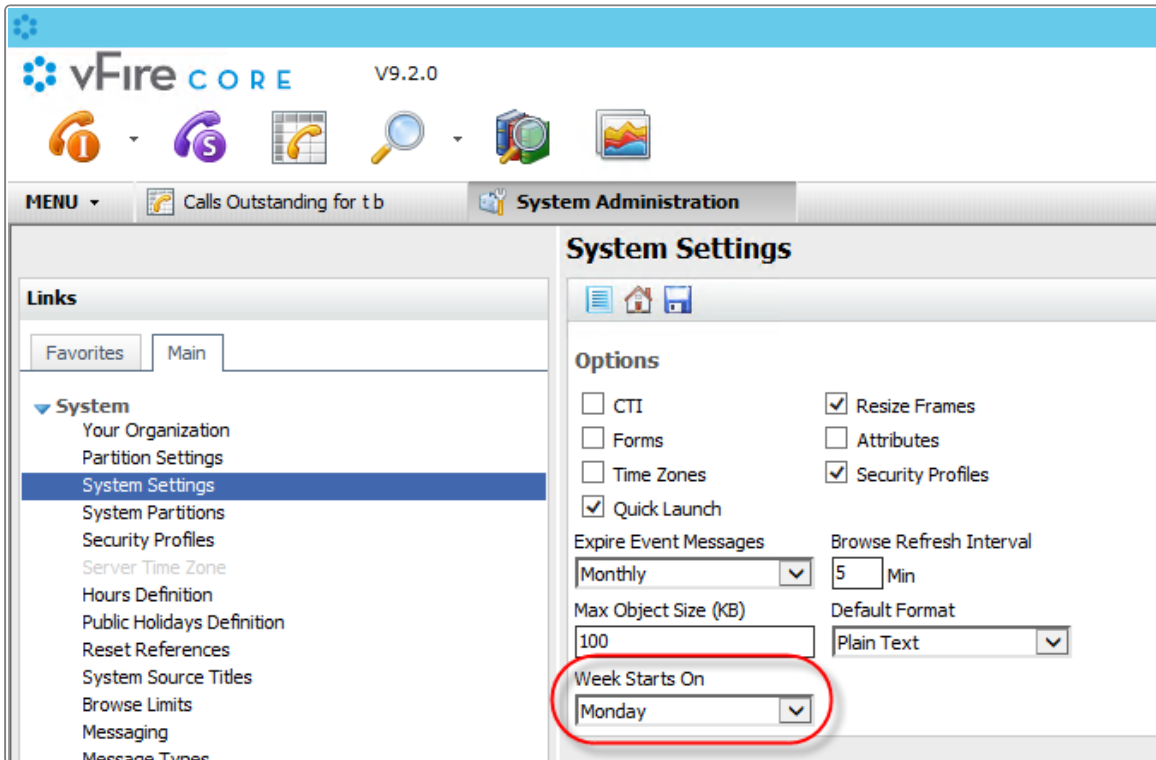 vFire CORE V9.2.0
MENU Calls Outstanding for t b System Administration
System Settings
Links
Favorites Main
System
Your Organization
Partition Settings
System Settings
System Partitions
Security Profiles
Server Time Zone
Hours Definition
Public Holidays Definition
Reset References
System Source Titles
Browse Limits
Messaging
Message Types
Options
CTI Resize Frames
Forms Attributes
Time Zones Security Profiles
Quick Launch
Expire Event Messages Browse Refresh Interval
Monthly 5 Min
Max Object Size (KB) Default Format
100 Plain Text
Week Starts On
Monday